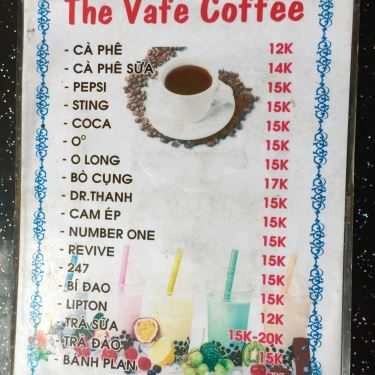 The Vafe Coffee
- CÀ PHÊ 12K
- CÀ PHÊ SỮA 14K
- PEPSI 15K
- STING 15K
- COCA 15K
- O° 15K
- O LONG 15K
- BÒ CỤNG 17K
- DR.THANH 15K
- CAM ÉP 15K
- NUMBER ONE 15K
- REVIVE 15K
- 247 15K
- BÍ ĐAO 15K
- LIPTON 12K
- TRÀ SỮA 15K-20K
- TRÀ ĐÀO 15K
- BÁNH PLAN